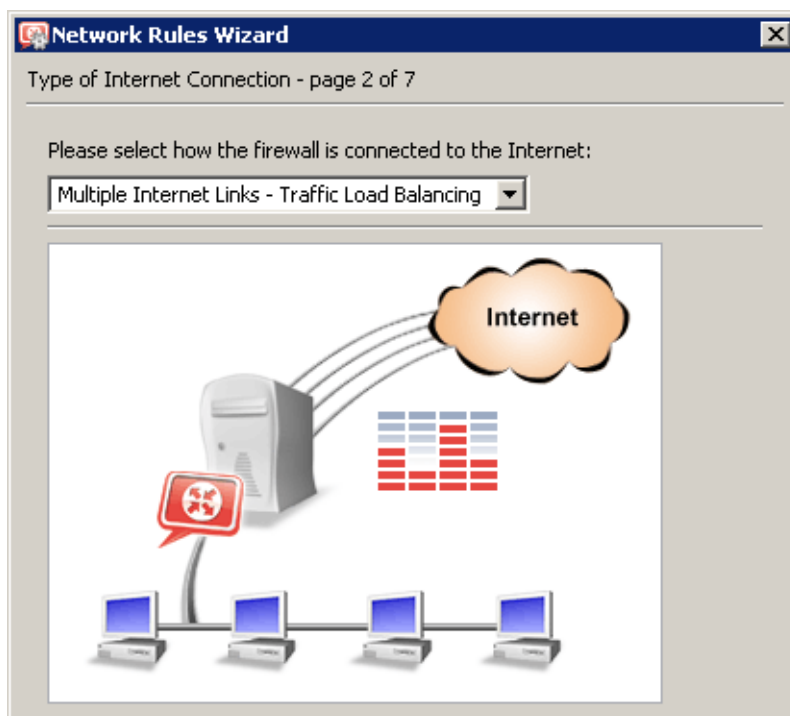 Network Rules Wizard
Type of Internet Connection - page 2 of 7
Please select how the firewall is connected to the Internet:
Multiple Internet Links - Traffic Load Balancing
Internet